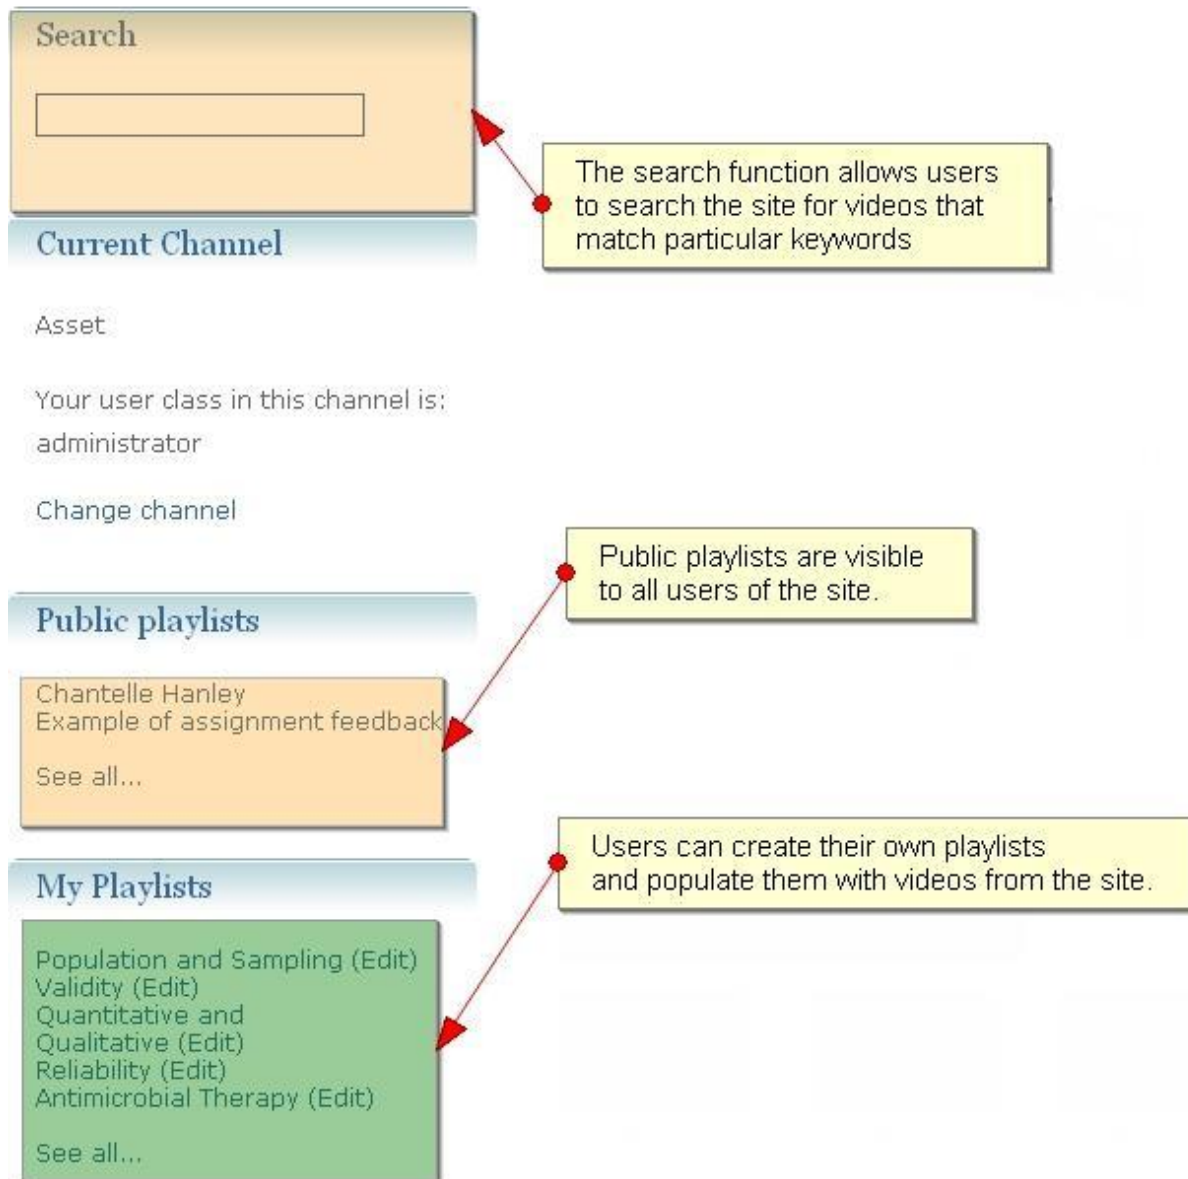 Search
The search function allows users
to search the site for videos that
match particular keywords
Current Channel
Asset
Your user class in this channel is:
administrator
Change channel
Public playlists are visible
to all users of the site.
Public playlists
Chantelle Hanley
Example of assignment feedback
See all...
Users can create their own playlists
and populate them with videos from the site.
My Playlists
Population and Sampling (Edit)
Validity (Edit)
Quantitative and
Qualitative (Edit)
Reliability (Edit)
Antimicrobial Therapy (Edit)
See all...